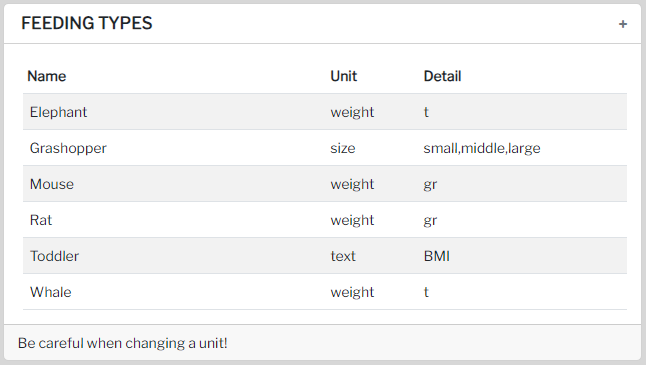 FEEDING TYPES +
Name Unit Detail
Elephant weight t
Grashopper size small,middle,large
Mouse weight gr
Rat weight gr
Toddler text BMI
Whale weight t
Be careful when changing a unit!